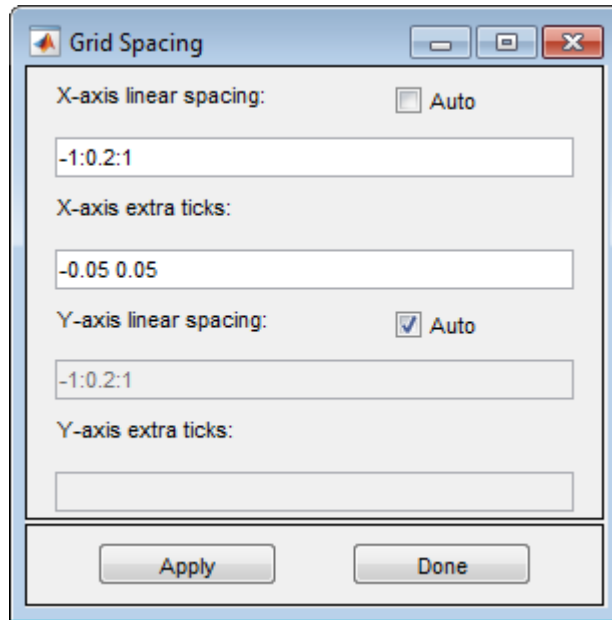 Grid Spacing
X-axis linear spacing:
Auto
-1:0.2:1
X-axis extra ticks:
-0.05 0.05
Y-axis linear spacing:
Auto
-1:0.2:1
Y-axis extra ticks:
Apply
Done